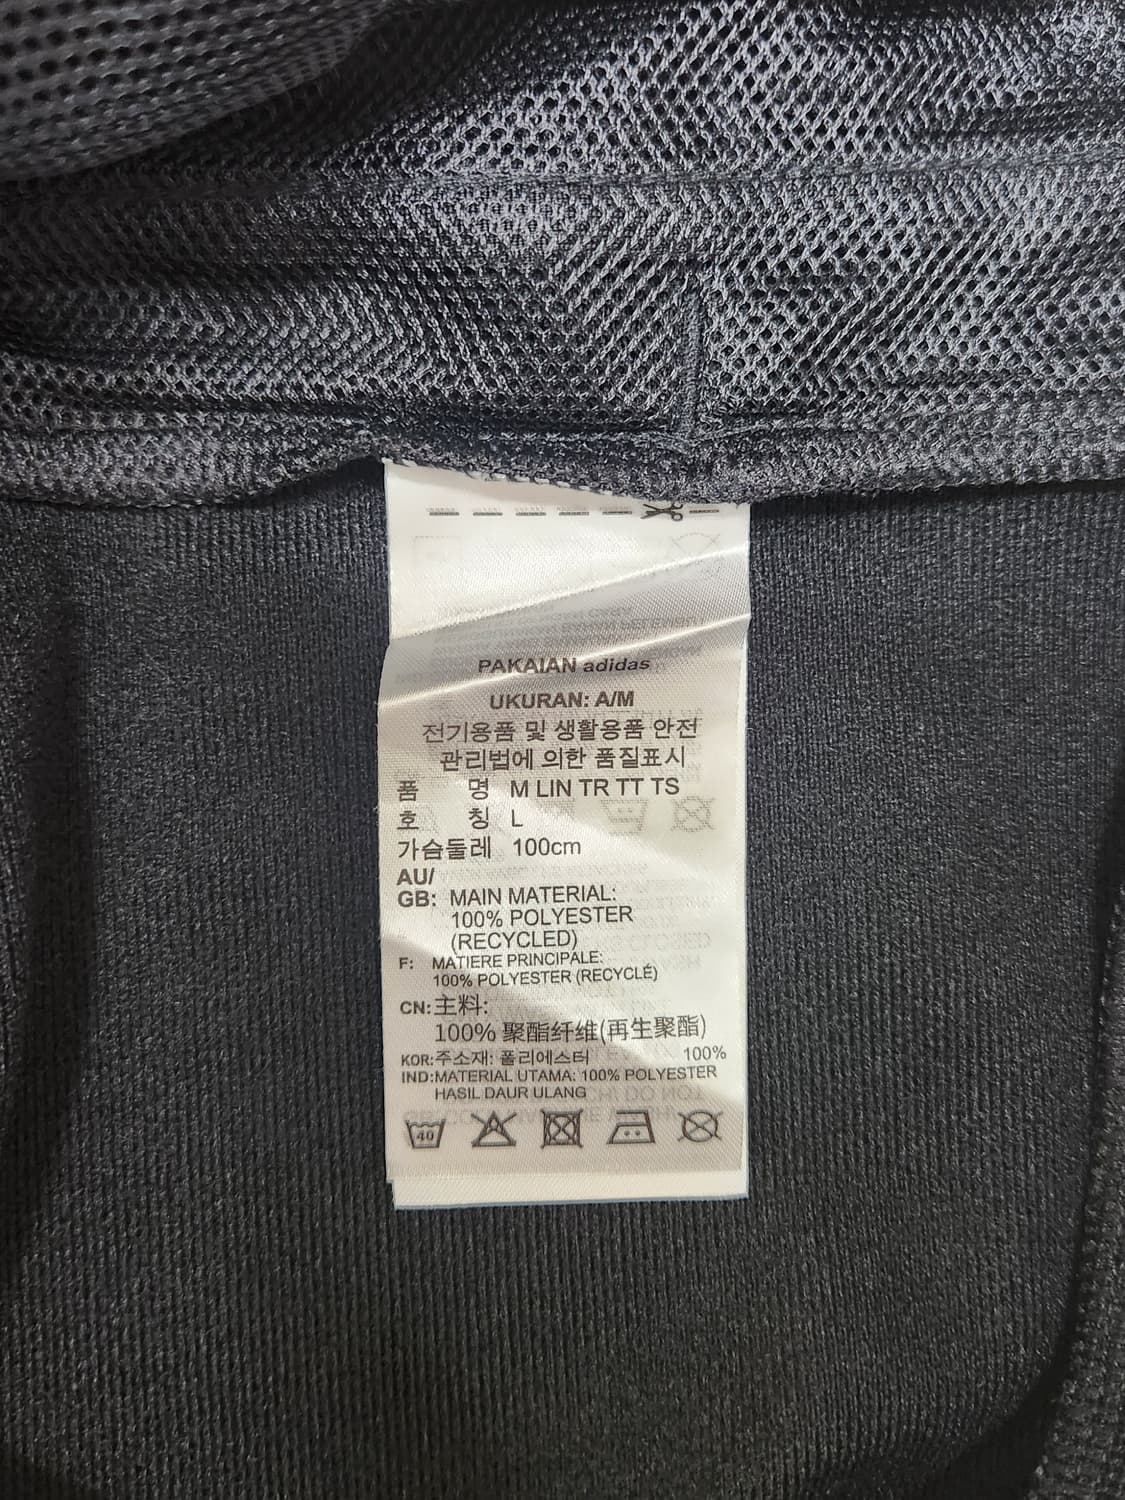 PAKAIAN adidas
UKURAN: A/M
전기용품 및 생활용품 안전
관리법에 의한 품질표시
품 명 M LIN TR TT TS
호 칭 L
가슴둘레 100cm
AU/
GB: MAIN MATERIAL:
100% POLYESTER
(RECYCLED)
F: MATIERE PRINCIPALE:
100% POLYESTER (RECYCLÉ)
CN: 主料:
100% 聚酯纤维(再生聚酯)
KOR: 주소재: 폴리에스터 100%
IND: MATERIAL UTAMA: 100% POLYESTER
HASIL DAUR ULANG
40